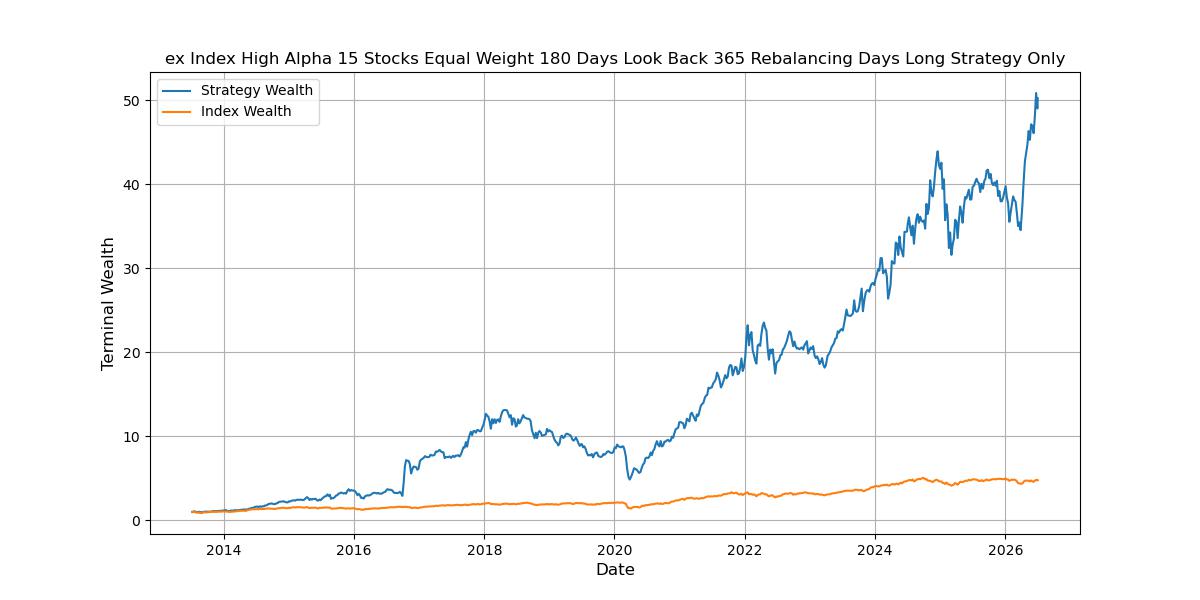 ex Index High Alpha 15 Stocks Equal Weight 180 Days Look Back 365 Rebalancing Days Long Strategy Only
Strategy Wealth
Index Wealth
50
40
30
20
10
0
Terminal Wealth
2014 2016 2018 2020 2022 2024 2026
Date